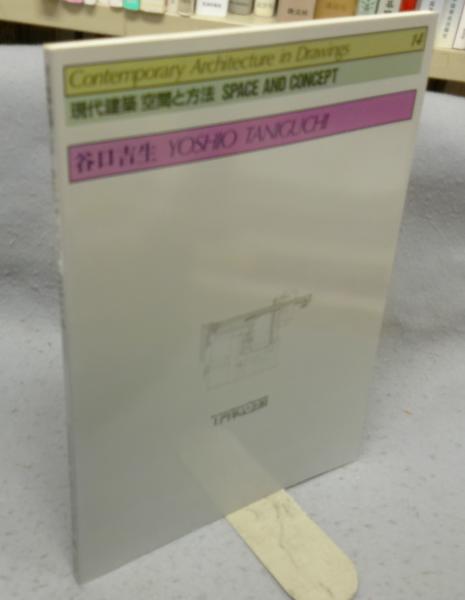 Contemporary Architecture in Drawings 14
現代建築 空間と方法 SPACE AND CONCEPT
谷口吉生 YOSHIO TANIGUCHI